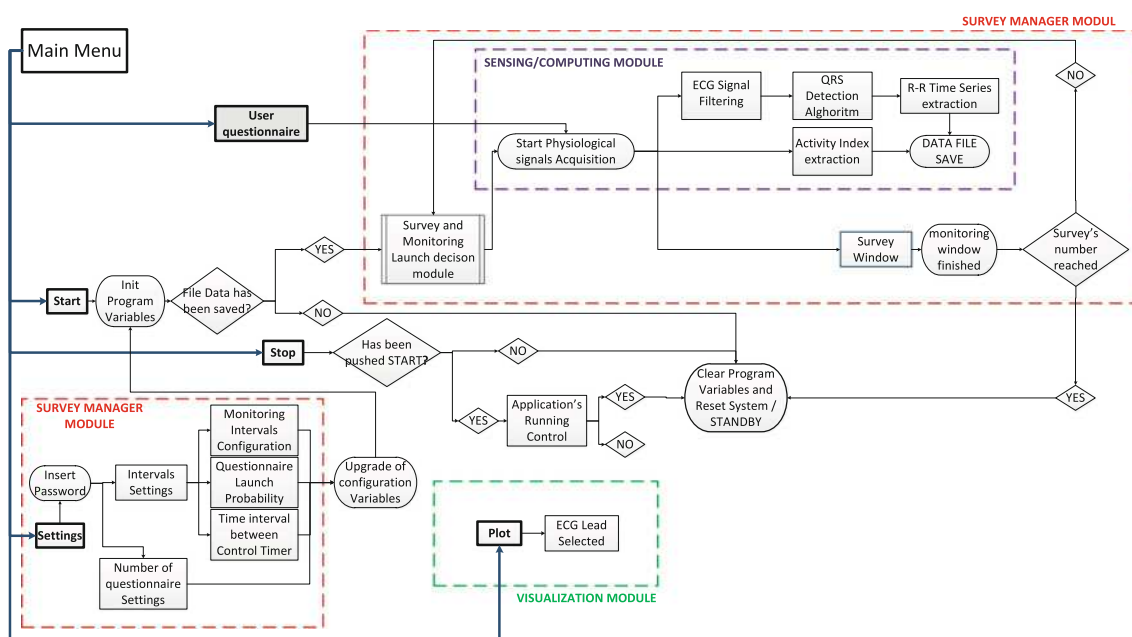 SURVEY MANAGER MODUL
Main Menu
SENSING/COMPUTING MODULE
NO
ECG Signal
Filtering
QRS
Detection
Alghoritm
R-R Time Series
extraction
User
questionnaire
Start Physiological
signals Acquisition
Activity Index
extraction
DATA FILE
SAVE
Survey and
Monitoring
Launch decison
module
YES
Survey
Window
monitoring
window
finished
Survey's
number
reached
Start
Init
Program
Variables
File Data has
been saved?
NO
Stop
Has been
pushed START?
NO
Clear Program
Variables and
Reset System /
STANDBY
YES
Application's
Running
Control
YES
NO
YES
SURVEY MANAGER
MODULE
Monitoring
Intervals
Configuration
Insert
Password
Intervals
Settings
Questionnaire
Launch
Probability
Upgrade of
configuration
Variables
Settings
Time interval
between
Control Timer
Number of
questionnaire
Settings
Plot
ECG Lead
Selected
VISUALIZATION MODULE